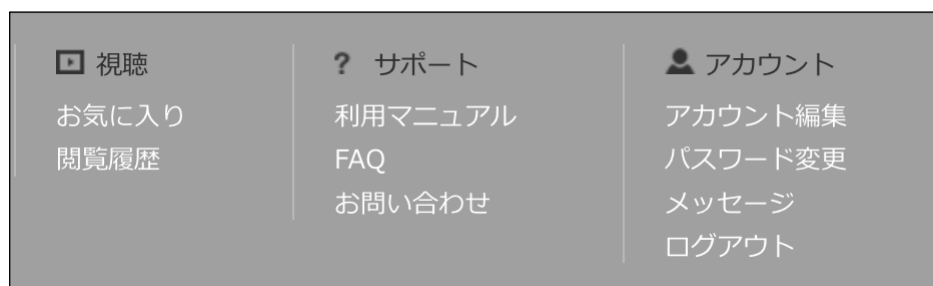 視聴
お気に入り
閲覧履歴
? サポート
利用マニュアル
FAQ
お問い合わせ
アカウント
アカウント編集
パスワード変更
メッセージ
ログアウト